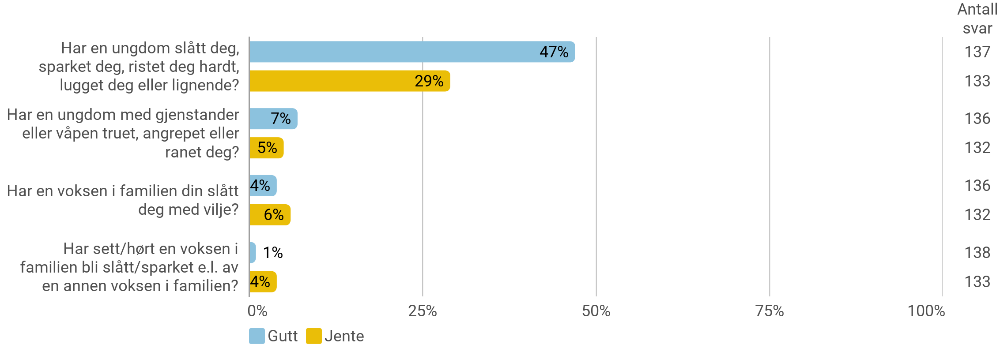 Antall
svar
Har en ungdom slått deg,
sparket deg, ristet deg hardt,
lugget deg eller lignende?
47%
137
29%
133
Har en ungdom med gjenstander
eller våpen truet, angrepet eller
ranet deg?
7%
136
5%
132
Har en voksen i familien din slått
deg med vilje?
4%
136
6%
132
Har sett/hørt en voksen i
familien bli slått/sparket e.l. av
en annen voksen i familien?
1%
138
4%
133
0% 25% 50% 75% 100%
Gutt Jente